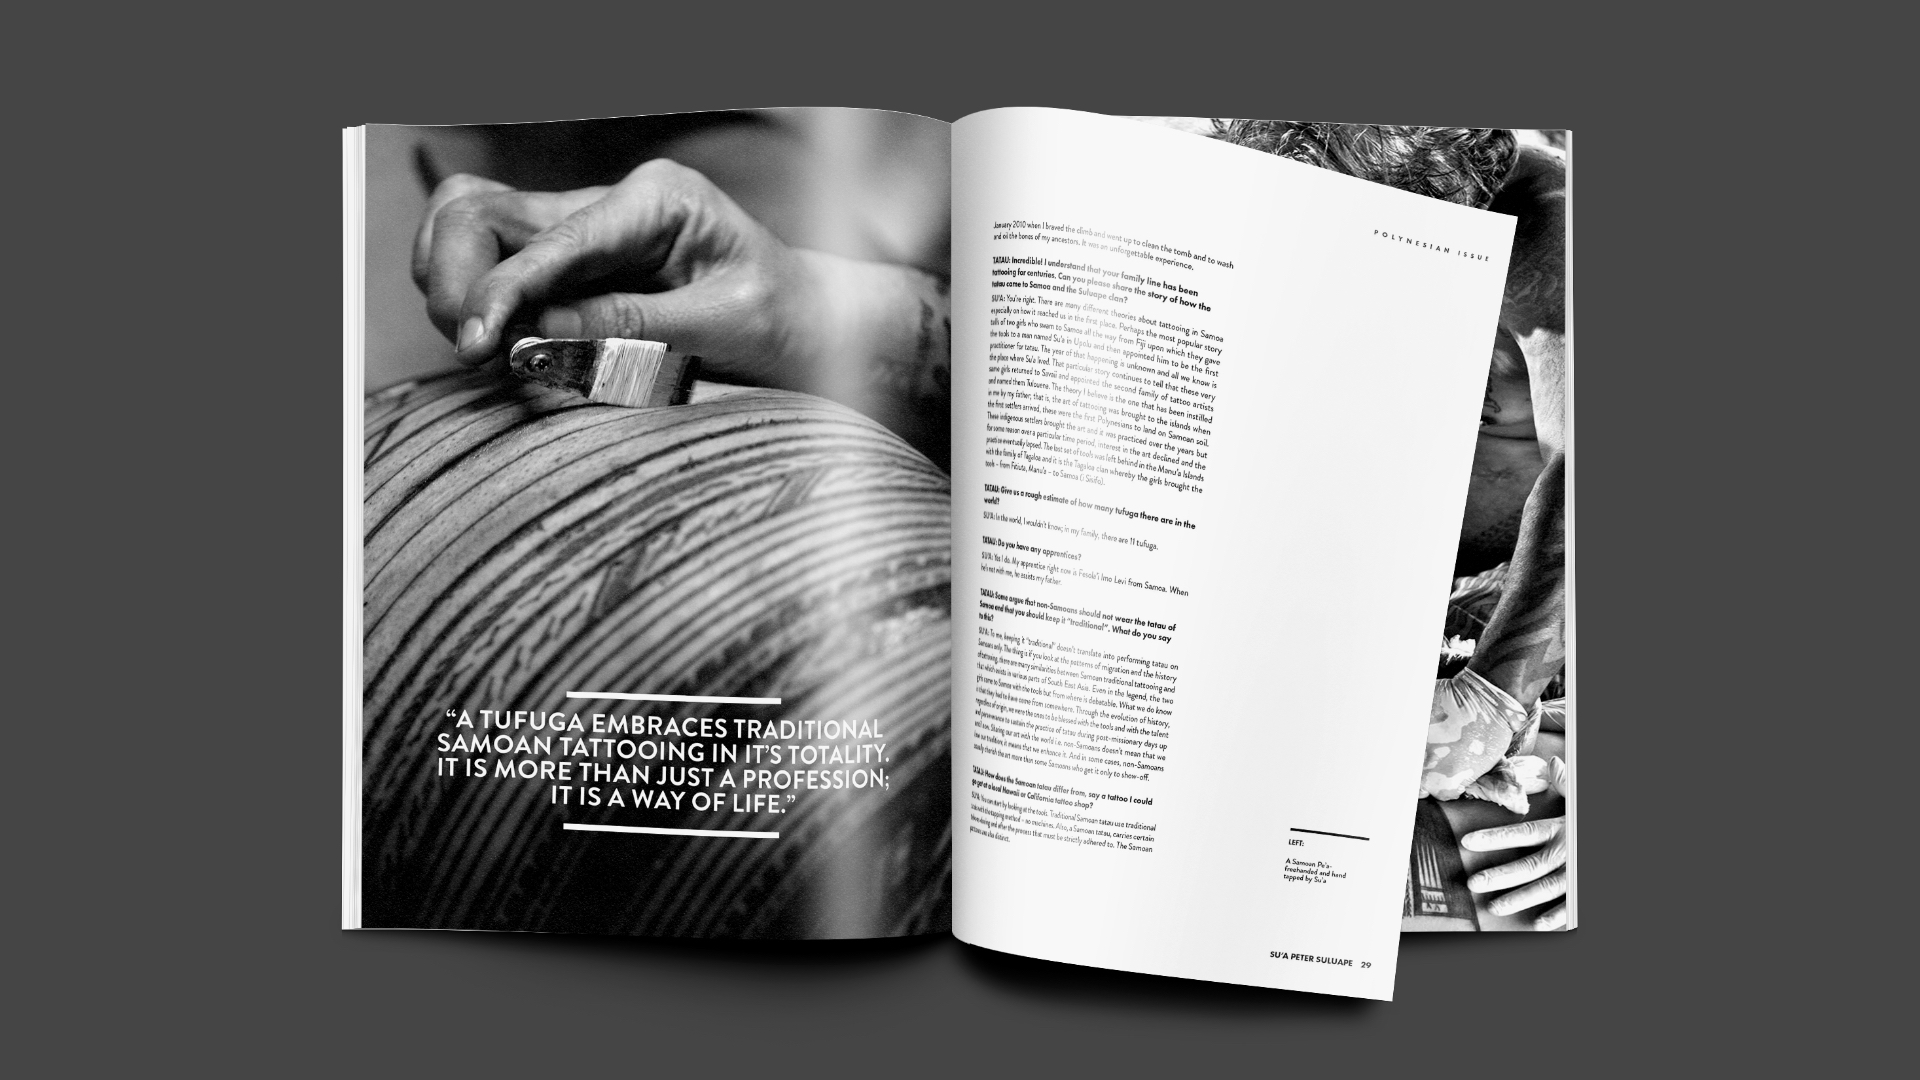 “A TUFUGA EMBRACES TRADITIONAL
SAMOAN TATTOOING IN IT’S TOTALITY.
IT IS MORE THAN JUST A PROFESSION;
IT IS A WAY OF LIFE.”
POLYNESIAN ISSUE
January 2010 when I braved the climb and went up to clean the tomb and to wash
and oil the bones of my ancestors. It was an unforgettable experience.
TATAU: Incredible! I understand that your family line has been
tattooing for centuries. Can you please share the story of how the
tatau came to Samoa and the Suluape clan?
SU'A: You're right. There are many different theories about tattooing in Samoa
especially on how it reached us in the first place. Perhaps the most popular story
tells of two girls who swam to Samoa all the way from Fiji upon which they gave
the tools to a man named Su'a in Upolu and then appointed him to be the first
practitioner for tatau. The year of that happening is unknown and all we know is
the place where Su'a lived. That particular story continues to tell that these very
same girls returned to Savaii and appointed the second family of tattoo artists
and named them Tulouena. The theory I believe is the one that has been instilled
in me by my father; that is, the art of tattooing was brought to the islands when
the first settlers arrived, these were the first Polynesians to land on Samoan soil.
These indigenous settlers brought the art and it was practiced over the years but
for some reason over a particular time period, interest in the art declined and the
practice eventually lapsed. The last set of tools was left behind in the Manu'a Islands
with the family of Tagaloa and it is the Tagaloa clan whereby the girls brought the
tools – from Fitiuta, Manu'a – to Samoa (i Sisifo).
TATAU: Give us a rough estimate of how many tufuga there are in the
world?
SU'A: In the world, I wouldn't know; in my family, there are 11 tufuga.
TATAU: Do you have any apprentices?
SU'A: Yes I do. My apprentice right now is Imo Levi from Samoa. When
he's not with me, he assists my father.
TATAU: Some argue that non-Samoans should not wear the tatau of
Samoa and that you should keep it “traditional”. What do you say
to this?
SU'A: To me, keeping it “traditional” doesn't translate into performing tatau on
Samoans only. The thing is if you look at the patterns of migration and the history
of tattooing, there are many similarities between Samoan traditional tattooing and
that which exists in various parts of South East Asia. Even in the legend, the two
girls came to Samoa with the tools but from where is debatable. What we do know
is that they had to have come from somewhere. Through the evolution of history,
regardless of origin, we were the ones to be blessed with the tools and with the talent
and perseverance to sustain the practice of tatau during post-missionary days up
until now. Sharing our art with the world i.e. non-Samoans doesn't mean that we
lose our tradition; it means that we enhance it. And in some cases, non-Samoans
usually cherish the art more than some Samoans who get it only to show-off.
TATAU: How does the Samoan tatau differ from, say a tattoo I could
go get at a local Hawaii or California tattoo shop?
SU'A: You can start by looking at the tools. Traditional Samoan tatau use traditional
tools with the tapping method – no machines. Also, a Samoan tatau, carries certain
before during and after the process that must be strictly adhered to. The Samoan
patterns are also distinct.
LEFT:
A Samoan Pe'a-
freehanded and hand
tapped by Su'a
SU'A PETER SULUAPE 29